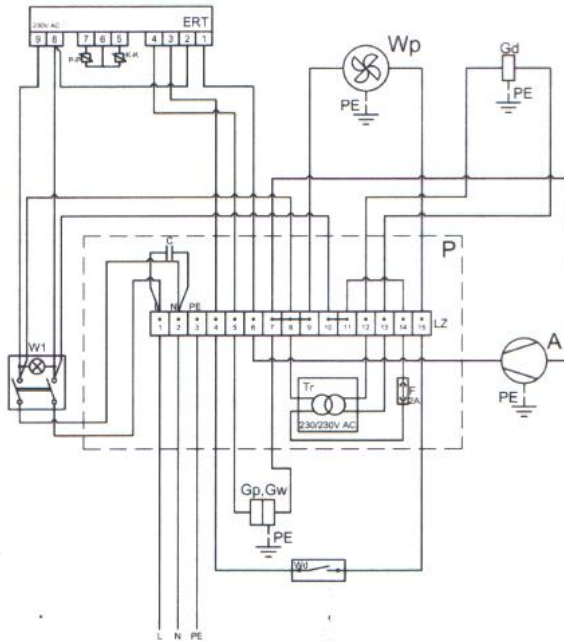 230V AC ERT
9 8 7 6 5 4 3 2 1
P-P K-K
Wp
Gd
PE
PE
P
C
L N PE
1 2 3 4 5 6 7 8 9 10 11 12 13 14 15 LZ
W1
A
Tr
F
2A
230/230V AC
PE
Gp,Gw
PE
Wd
L N PE